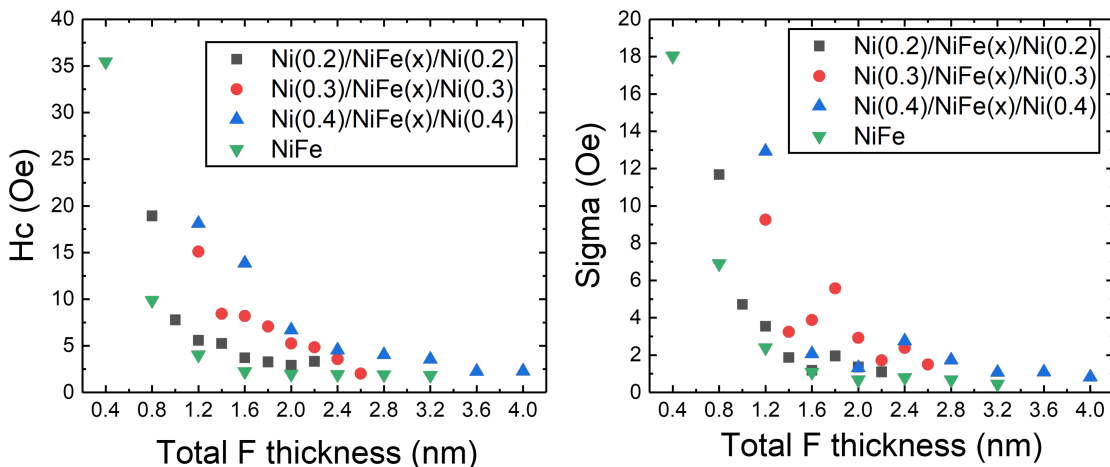 40
35
30
25
20
15
10
5
0
Hc (Oe)
Ni(0.2)/NiFe(x)/Ni(0.2)
Ni(0.3)/NiFe(x)/Ni(0.3)
Ni(0.4)/NiFe(x)/Ni(0.4)
NiFe
0.4 0.8 1.2 1.6 2.0 2.4 2.8 3.2 3.6 4.0
Total F thickness (nm)
20
18
16
14
12
10
8
6
4
2
0
Sigma (Oe)
Ni(0.2)/NiFe(x)/Ni(0.2)
Ni(0.3)/NiFe(x)/Ni(0.3)
Ni(0.4)/NiFe(x)/Ni(0.4)
NiFe
0.4 0.8 1.2 1.6 2.0 2.4 2.8 3.2 3.6 4.0
Total F thickness (nm)